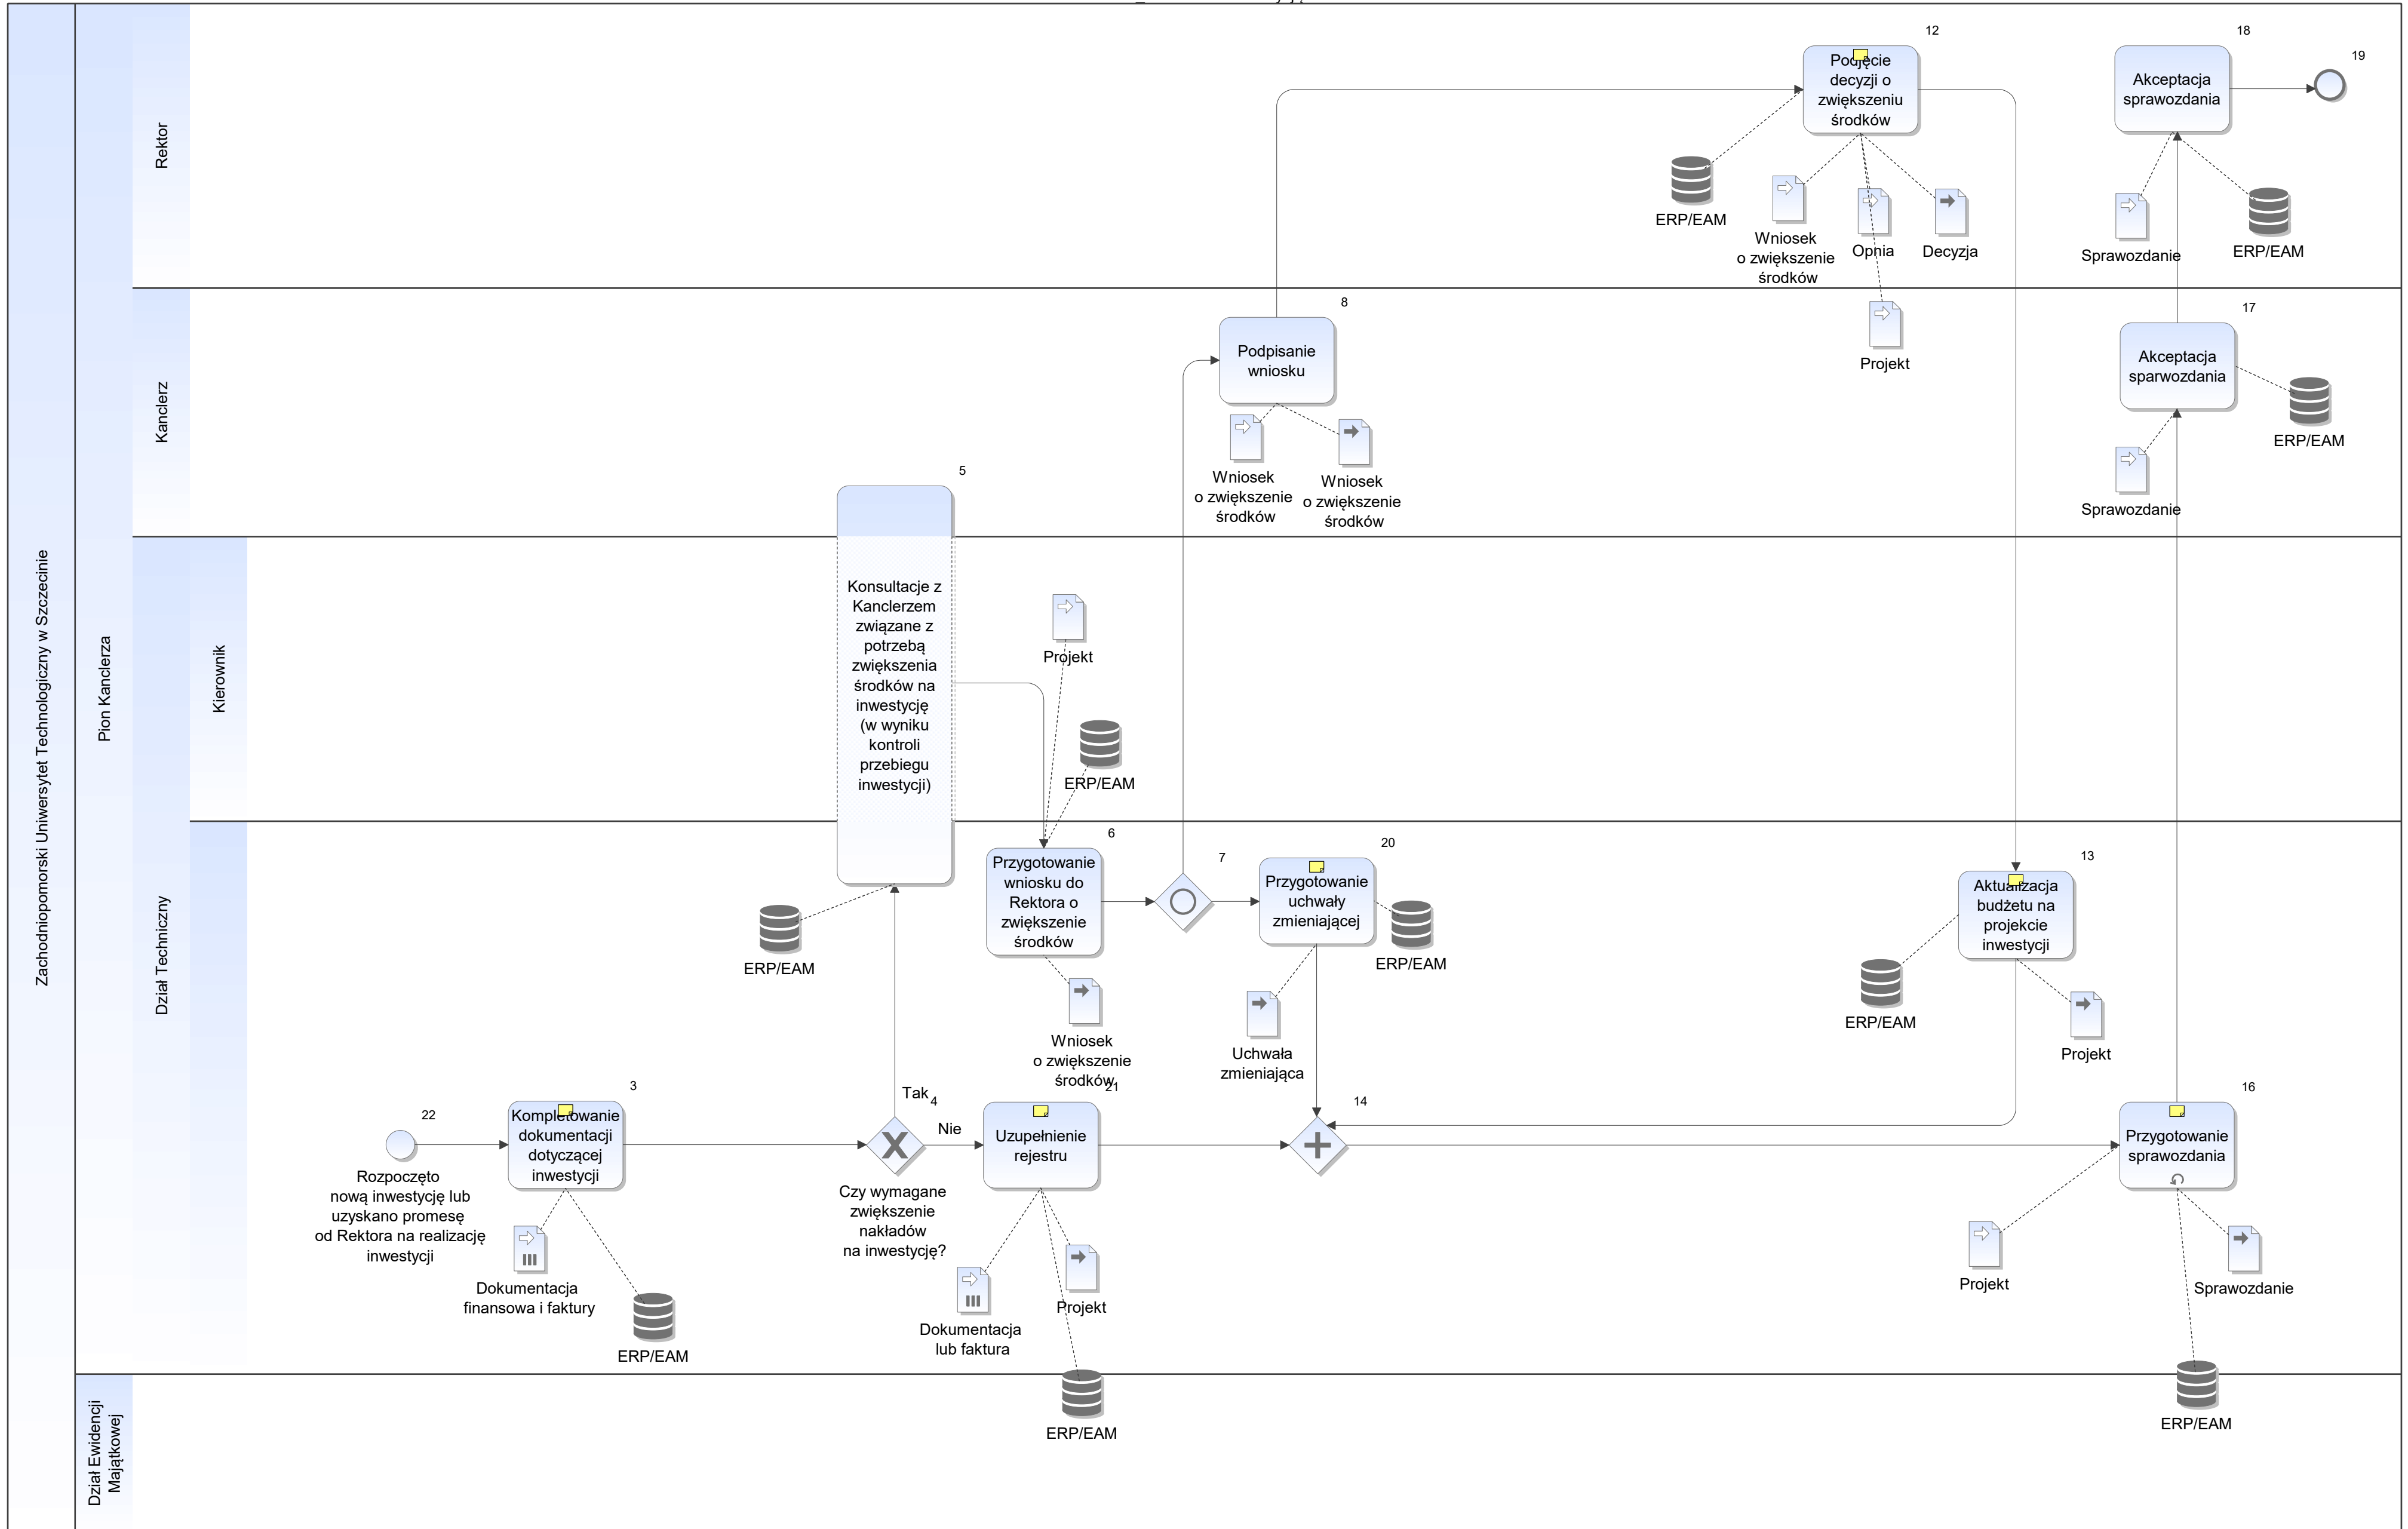 Zachodniopomorski Uniwersytet Technologiczny w Szczecinie
Pion Kanclerza
Rektor
12
Podjęcie
decyzji o
zwiększeniu
środków
ERP/EAM
Wniosek
o zwiększenie
środków
Opnia
Decyzja
Projekt
18
Akceptacja
sprawozdania
19
Sprawozdanie
ERP/EAM
Kanclerz
8
Podpisanie
wniosku
Wniosek
o zwiększenie
środków
Wniosek
o zwiększenie
środków
17
Akceptacja
sparwozdania
ERP/EAM
Sprawozdanie
Dział Techniczny
Kierownik
5
Konsultacje z
Kanclerzem
związane z
potrzebą
zwiększenia
środków na
inwestycję
(w wyniku
kontroli
przebiegu
inwestycji)
ERP/EAM
Projekt
ERP/EAM
6
Przygotowanie
wniosku do
Rektora o
zwiększenie
środków
Wniosek
o zwiększenie
środków
7
20
Przygotowanie
uchwały
zmieniającej
ERP/EAM
Uchwała
zmieniająca
13
Aktualizacja
budżetu na
projekcie
inwestycji
ERP/EAM
Projekt
22
Rozpoczęto
nową inwestycję lub
uzyskano promesę
od Rektora na realizację
inwestycji
3
Kompletowanie
dokumentacji
dotyczącej
inwestycji
Dokumentacja
finansowa i faktury
ERP/EAM
Tak
4
Nie
Czy wymagane
zwiększenie
nakładów
na inwestycję?
21
Uzupełnienie
rejestru
Dokumentacja
lub faktura
Projekt
ERP/EAM
14
16
Przygotowanie
sprawozdania
Projekt
Sprawozdanie
ERP/EAM
Dział Ewidencji
Majątkowej